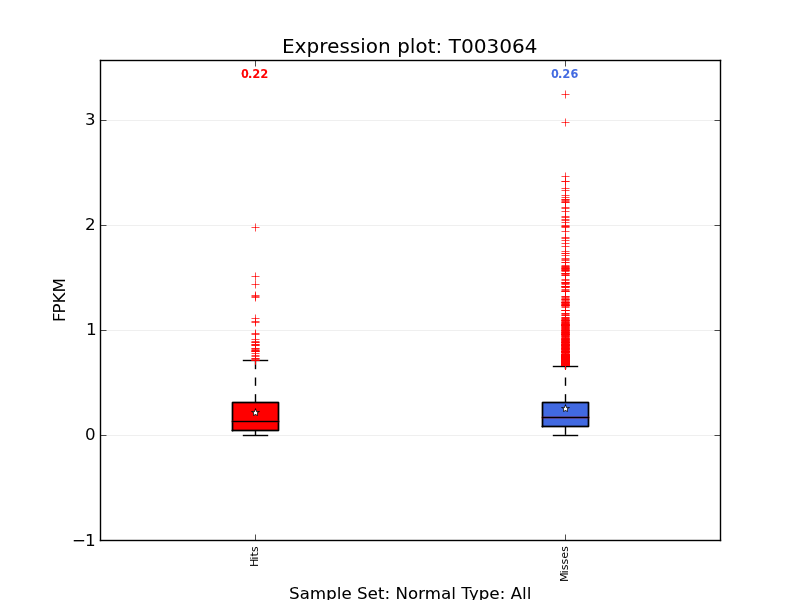 Expression plot: T003064
0.22
0.26
3
2
1
0
−1
FPKM
Hits
Misses
Sample Set: Normal Type: All